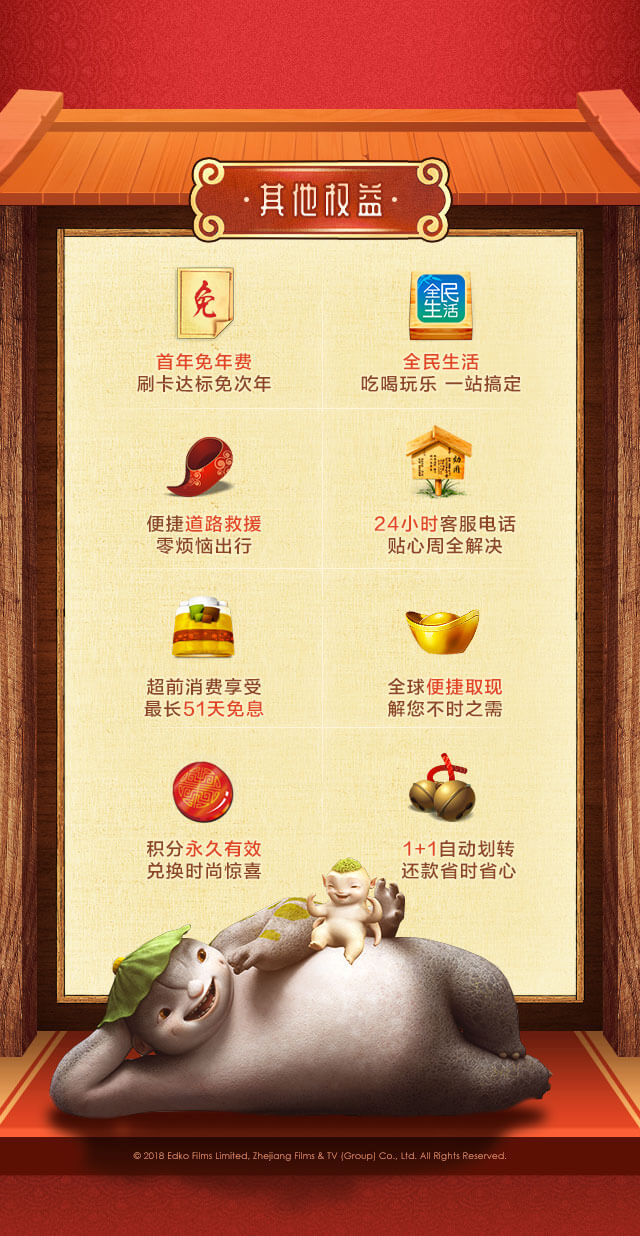 ·其他权益·
免
全民
生活
首年免年费
刷卡达标免次年
全民生活
吃喝玩乐 一站搞定
便捷道路救援
零烦恼出行
24小时客服电话
贴心周全解决
超前消费享受
最长51天免息
全球便捷取现
解您不时之需
积分永久有效
兑换时尚惊喜
1+1自动划转
还款省时省心
© 2018 Edko Films Limited, Zhejiang Films & TV (Group) Co., Ltd. All Rights Reserved.